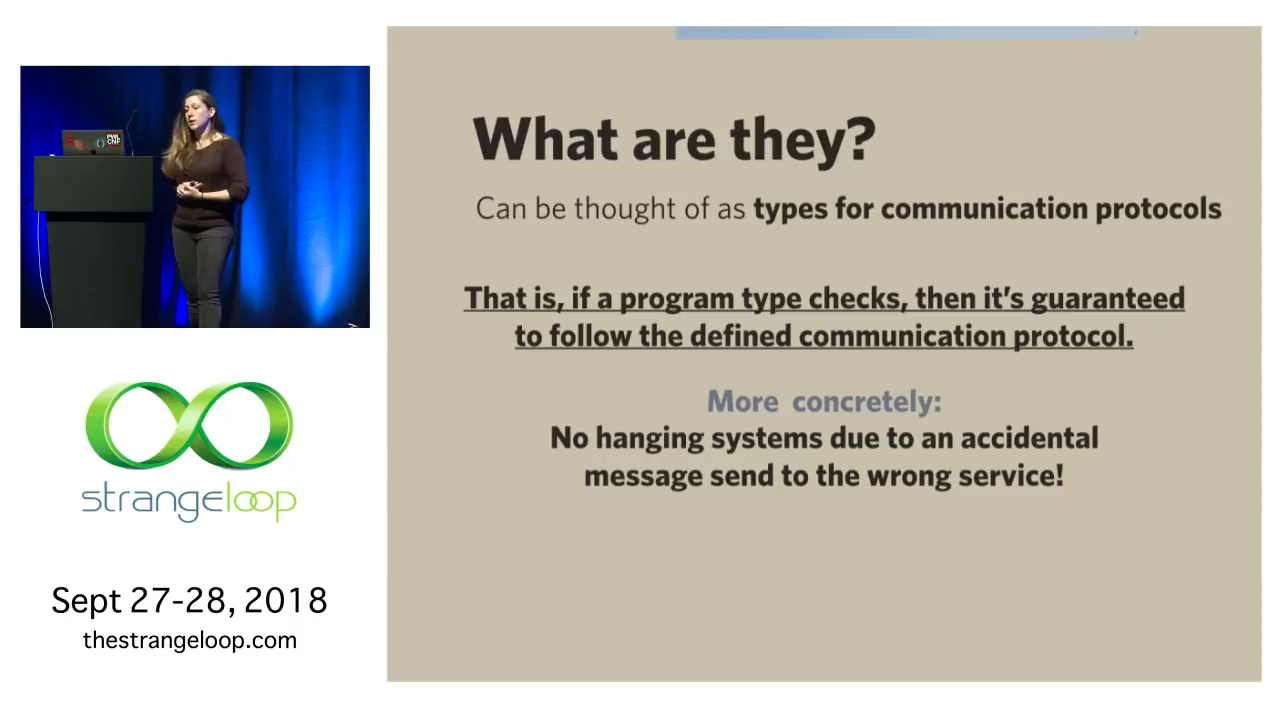 What are they?
Can be thought of as types for communication protocols
That is, if a program type checks, then it's guaranteed
to follow the defined communication protocol.
More concretely:
No hanging systems due to an accidental
message send to the wrong service!
PWL
CNF
strangeloop
Sept 27-28, 2018
thestrangeloop.com